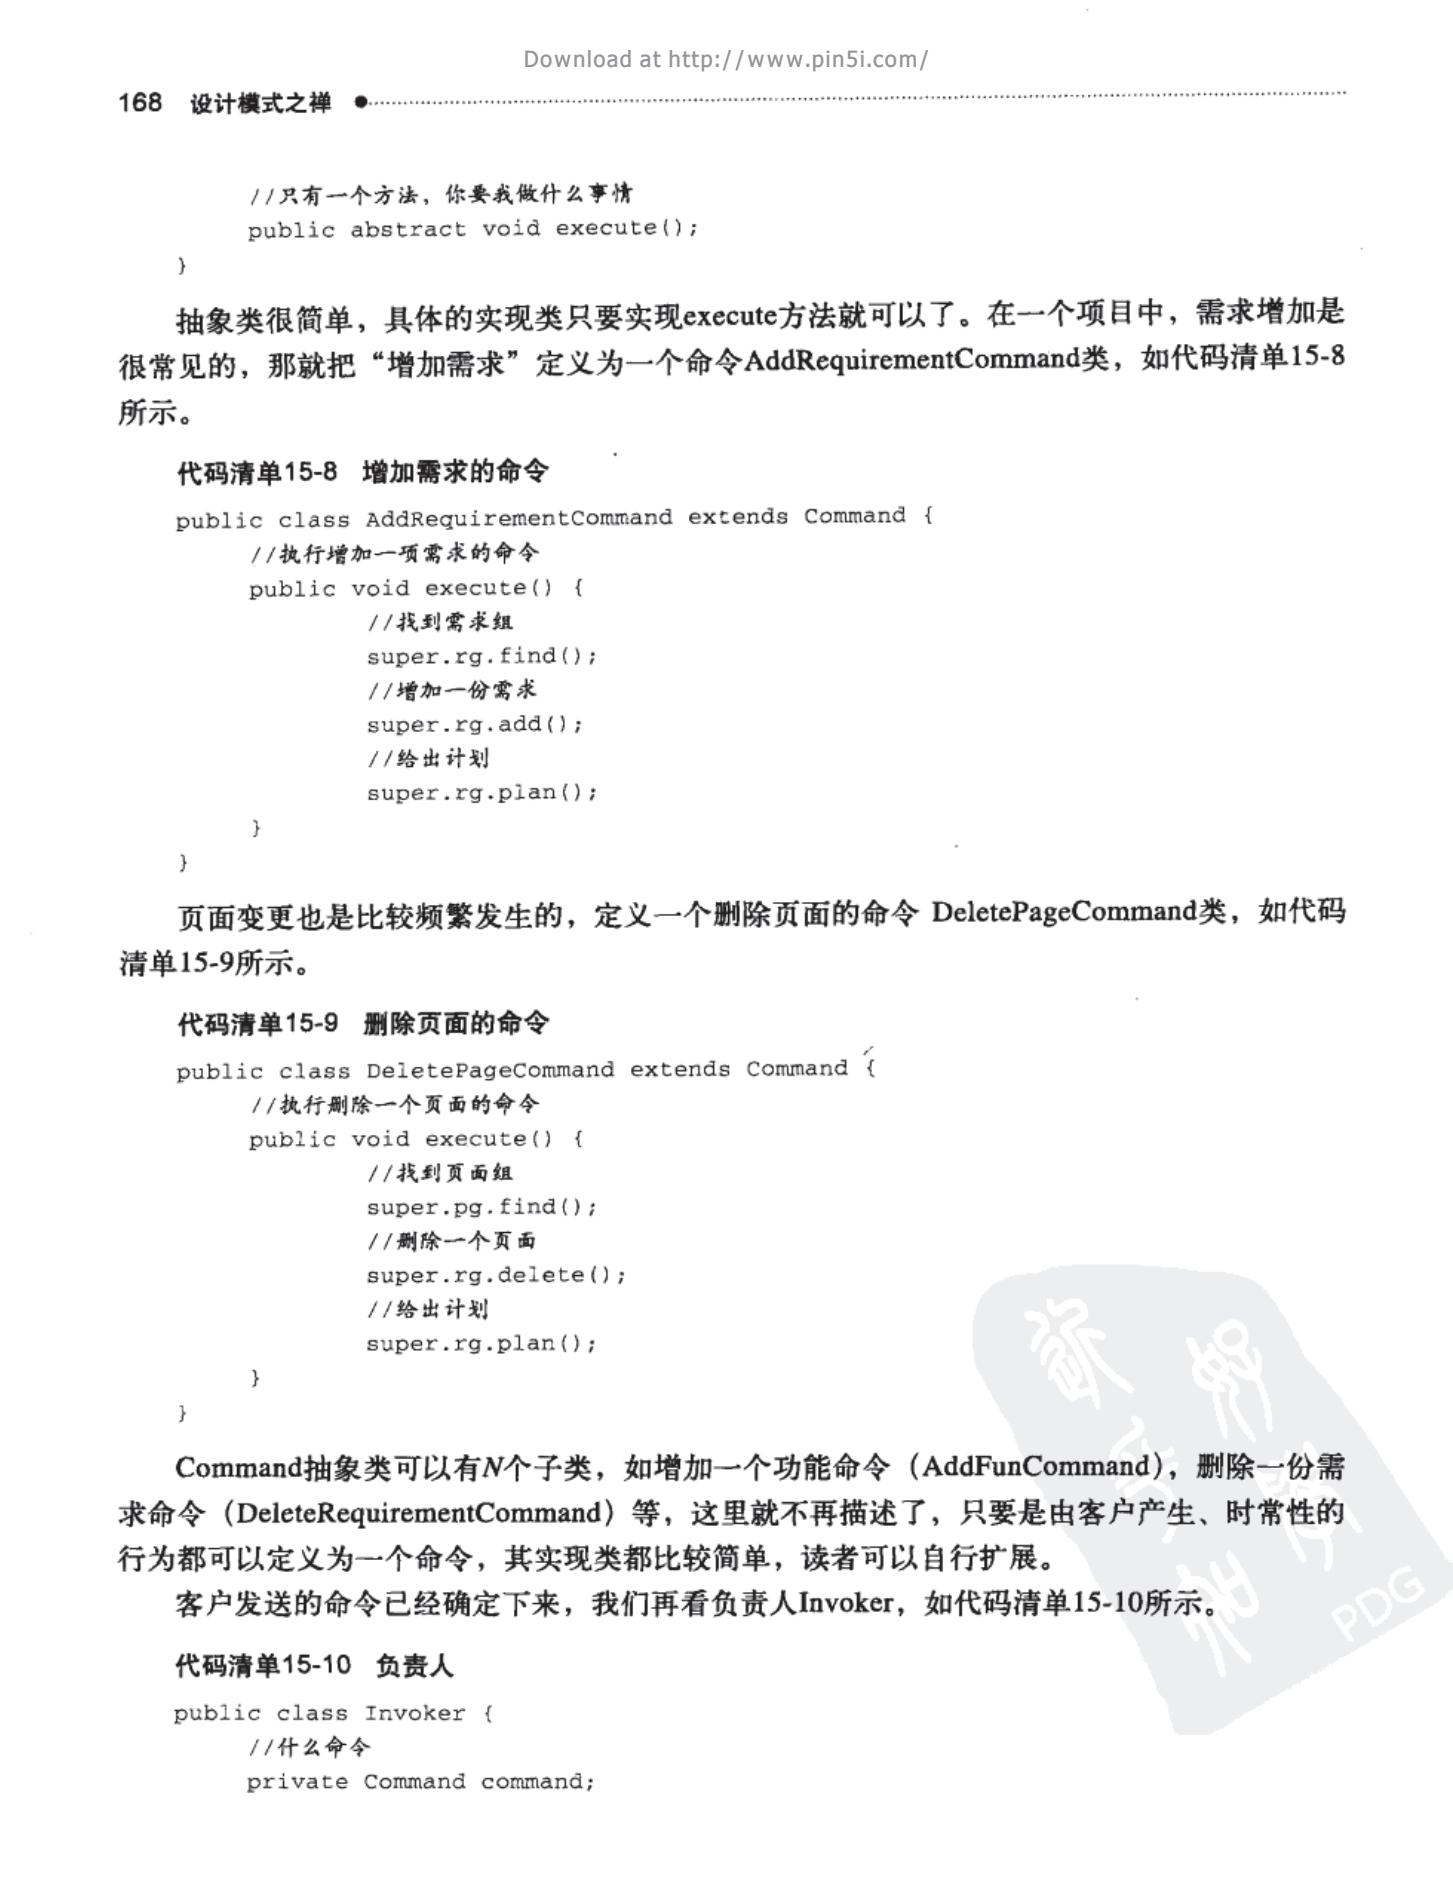 Download at http://www.pin5i.com/
168 设计模式之禅
//只有一个方法，你要我做什么事情
public abstract void execute();
}
抽象类很简单，具体的实现类只要实现execute方法就可以了。在一个项目中，需求增加是
很常见的，那就把“增加需求”定义为一个命令AddRequirementCommand类，如代码清单15-8
所示。
代码清单15-8 增加需求的命令
public class AddRequirementCommand extends Command {
//执行增加一项需求的命令
public void execute() {
//找到需求组
super.rg.find();
//增加一份需求
super.rg.add();
//给出计划
super.rg.plan();
}
}
页面变更也是比较频繁发生的，定义一个删除页面的命令 DeletePageCommand类，如代码
清单15-9所示。
代码清单15-9 删除页面的命令
public class DeletePageCommand extends Command {
//执行删除一个页面的命令
public void execute() {
//找到页面组
super.pg.find();
//删除一个页面
super.rg.delete();
//给出计划
super.rg.plan();
}
}
Command抽象类可以有N个子类，如增加一个功能命令（AddFunCommand），删除一份需
求命令（DeleteRequirementCommand）等，这里就不再描述了，只要是由客户产生、时常性的
行为都可以定义为一个命令，其实现类都比较简单，读者可以自行扩展。
客户发送的命令已经确定下来，我们再看负责人Invoker，如代码清单15-10所示。
代码清单15-10 负责人
public class Invoker {
//什么命令
private Command command;
PDG